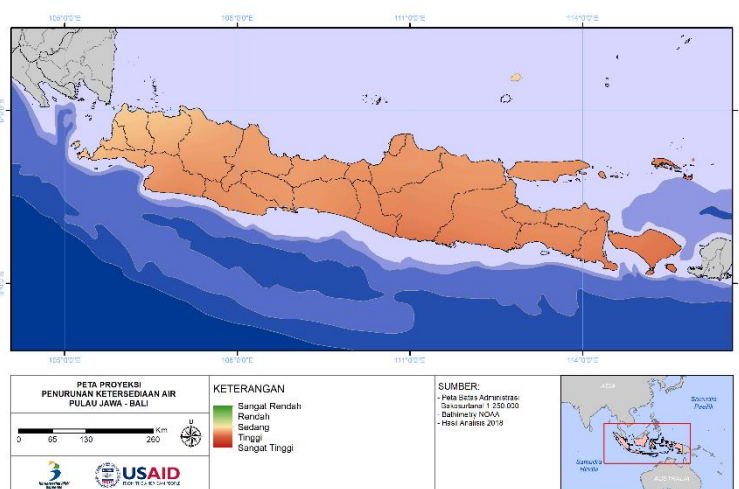 105°0'0"E 108°0'0"E 111°0'0"E 114°0'0"E
105°0'0"E 108°0'0"E 111°0'0"E 114°0'0"E
PETA PROYEKSI
PENURUNAN KETERSEDIAAN AIR
PULAU JAWA - BALI
0 65 130 260 Km
U
USAID
KETERANGAN
Sangat Rendah
Rendah
Sedang
Tinggi
Sangat Tinggi
SUMBER:
- Peta Batas Administrasi
Bakosurtanal 1:250.000
- Bathimetry NOAA
- Hasil Analisis 2018
ASIA
Samudra
Pasifik
Samudra
Hindia
AUSTRALIA